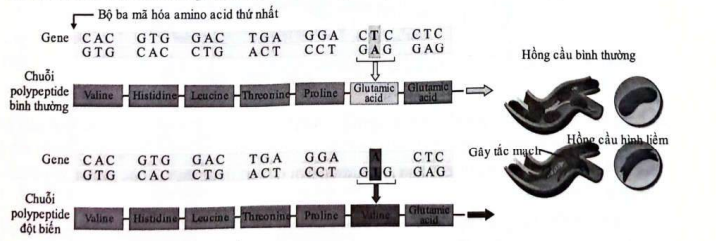 Bộ ba mã hóa amino acid thứ nhất
Gene CAC GTG GAC TGA GGA CTC CTC
GTG CAC CTG ACT CCT GAG GAG
Hồng cầu bình thường
Chuỗi polypeptide bình thường
Valine Histidine Leucine Threonine Proline Glutamic acid Glutamic acid
Gene CAC GTG GAC TGA GGA A CTC
GTG CAC CTG ACT CCT GTG GAG
Gây tắc mạch
Hồng cầu hình liềm
Chuỗi polypeptide đột biến
Valine Histidine Leucine Threonine Proline Valine Glutamic acid